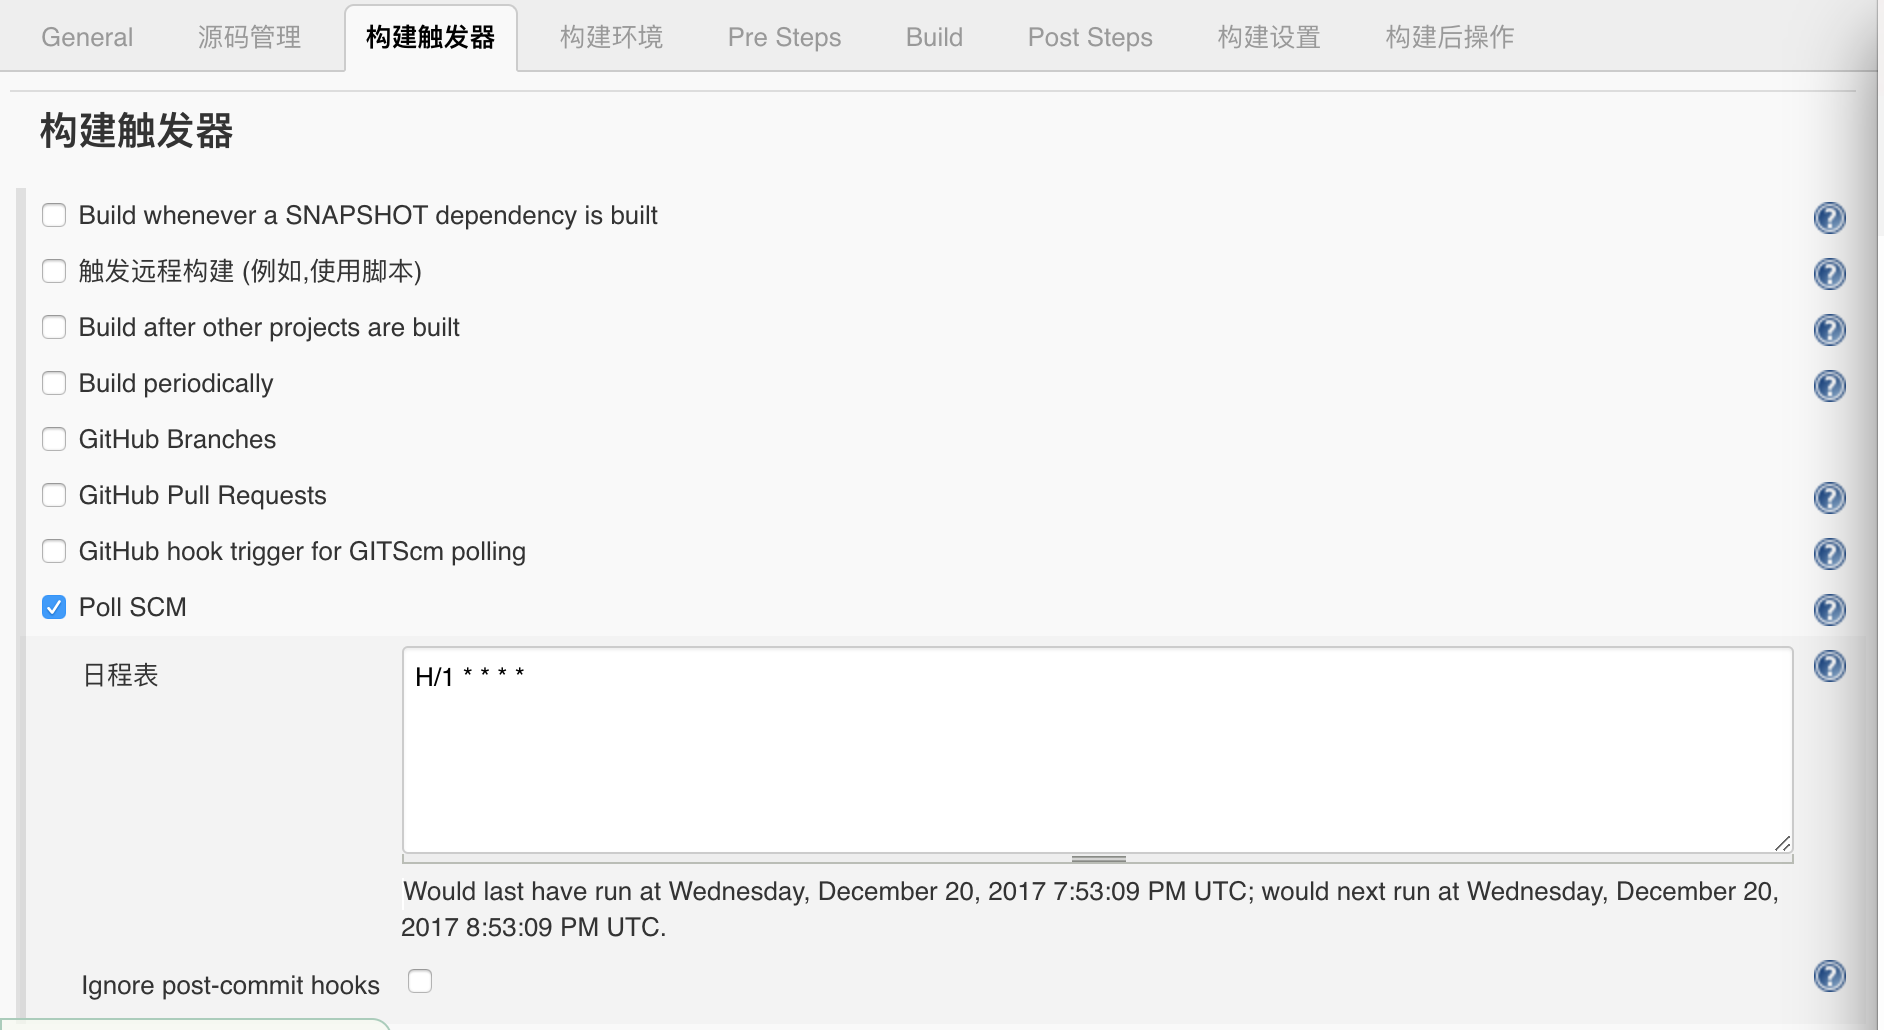 General 源码管理 构建触发器 构建环境 Pre Steps Build Post Steps 构建设置 构建后操作
构建触发器
Build whenever a SNAPSHOT dependency is built
触发远程构建 (例如,使用脚本)
Build after other projects are built
Build periodically
GitHub Branches
GitHub Pull Requests
GitHub hook trigger for GITScm polling
Poll SCM
日程表
H/1 * * * *
Would last have run at Wednesday, December 20, 2017 7:53:09 PM UTC; would next run at Wednesday, December 20,
2017 8:53:09 PM UTC.
Ignore post-commit hooks